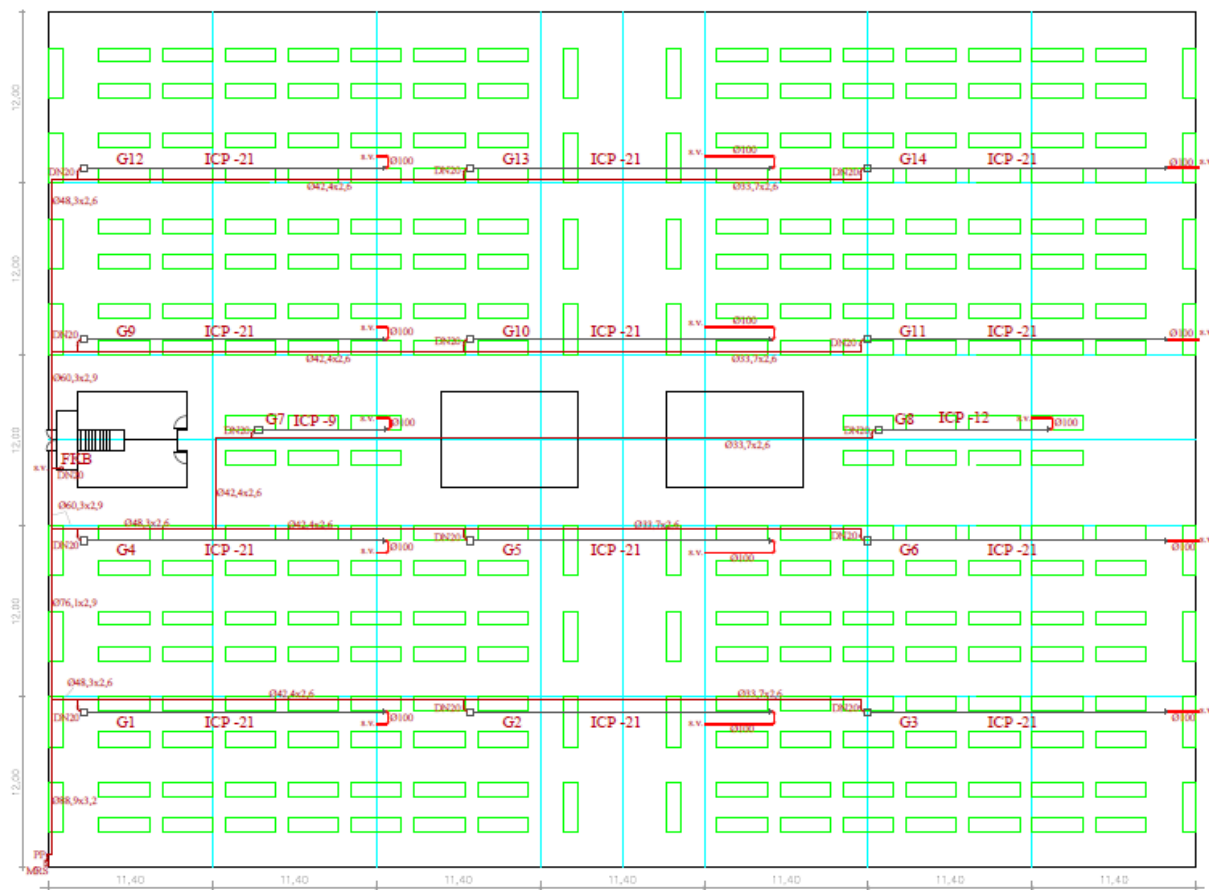 12,00
G12 ICP -21 s.v. Ø100 G13 ICP -21 s.v. Ø100 G14 ICP -21 Ø100 s.v.
DN20 DN20 DN20
Ø42,4x2,6 Ø33,7x2,6
Ø48,3x2,6
12,00
G9 ICP -21 s.v. Ø100 G10 ICP -21 s.v. Ø100 G11 ICP -21 Ø100 s.v.
DN20 DN20 DN20
Ø42,4x2,6 Ø33,7x2,6
Ø60,3x2,9
G7 ICP -9 s.v. Ø100 G8 ICP -12 s.v. Ø100
DN20 DN20
12,00
Ø33,7x2,6
FKB
s.v.
DN20
Ø42,4x2,6
Ø60,3x2,9
Ø48,3x2,6 Ø42,4x2,6 Ø33,7x2,6
DN20 DN20 DN20
G4 ICP -21 s.v. Ø100 G5 ICP -21 s.v. Ø100 G6 ICP -21 Ø100 s.v.
Ø76,1x2,9
12,00
Ø48,3x2,6
Ø42,4x2,6 Ø33,7x2,6
DN20 DN20 DN20
G1 ICP -21 s.v. Ø100 G2 ICP -21 s.v. Ø100 G3 ICP -21 Ø100 s.v.
12,00
Ø88,9x3,2
PP
MRS
11,40 11,40 11,40 11,40 11,40 11,40 11,40